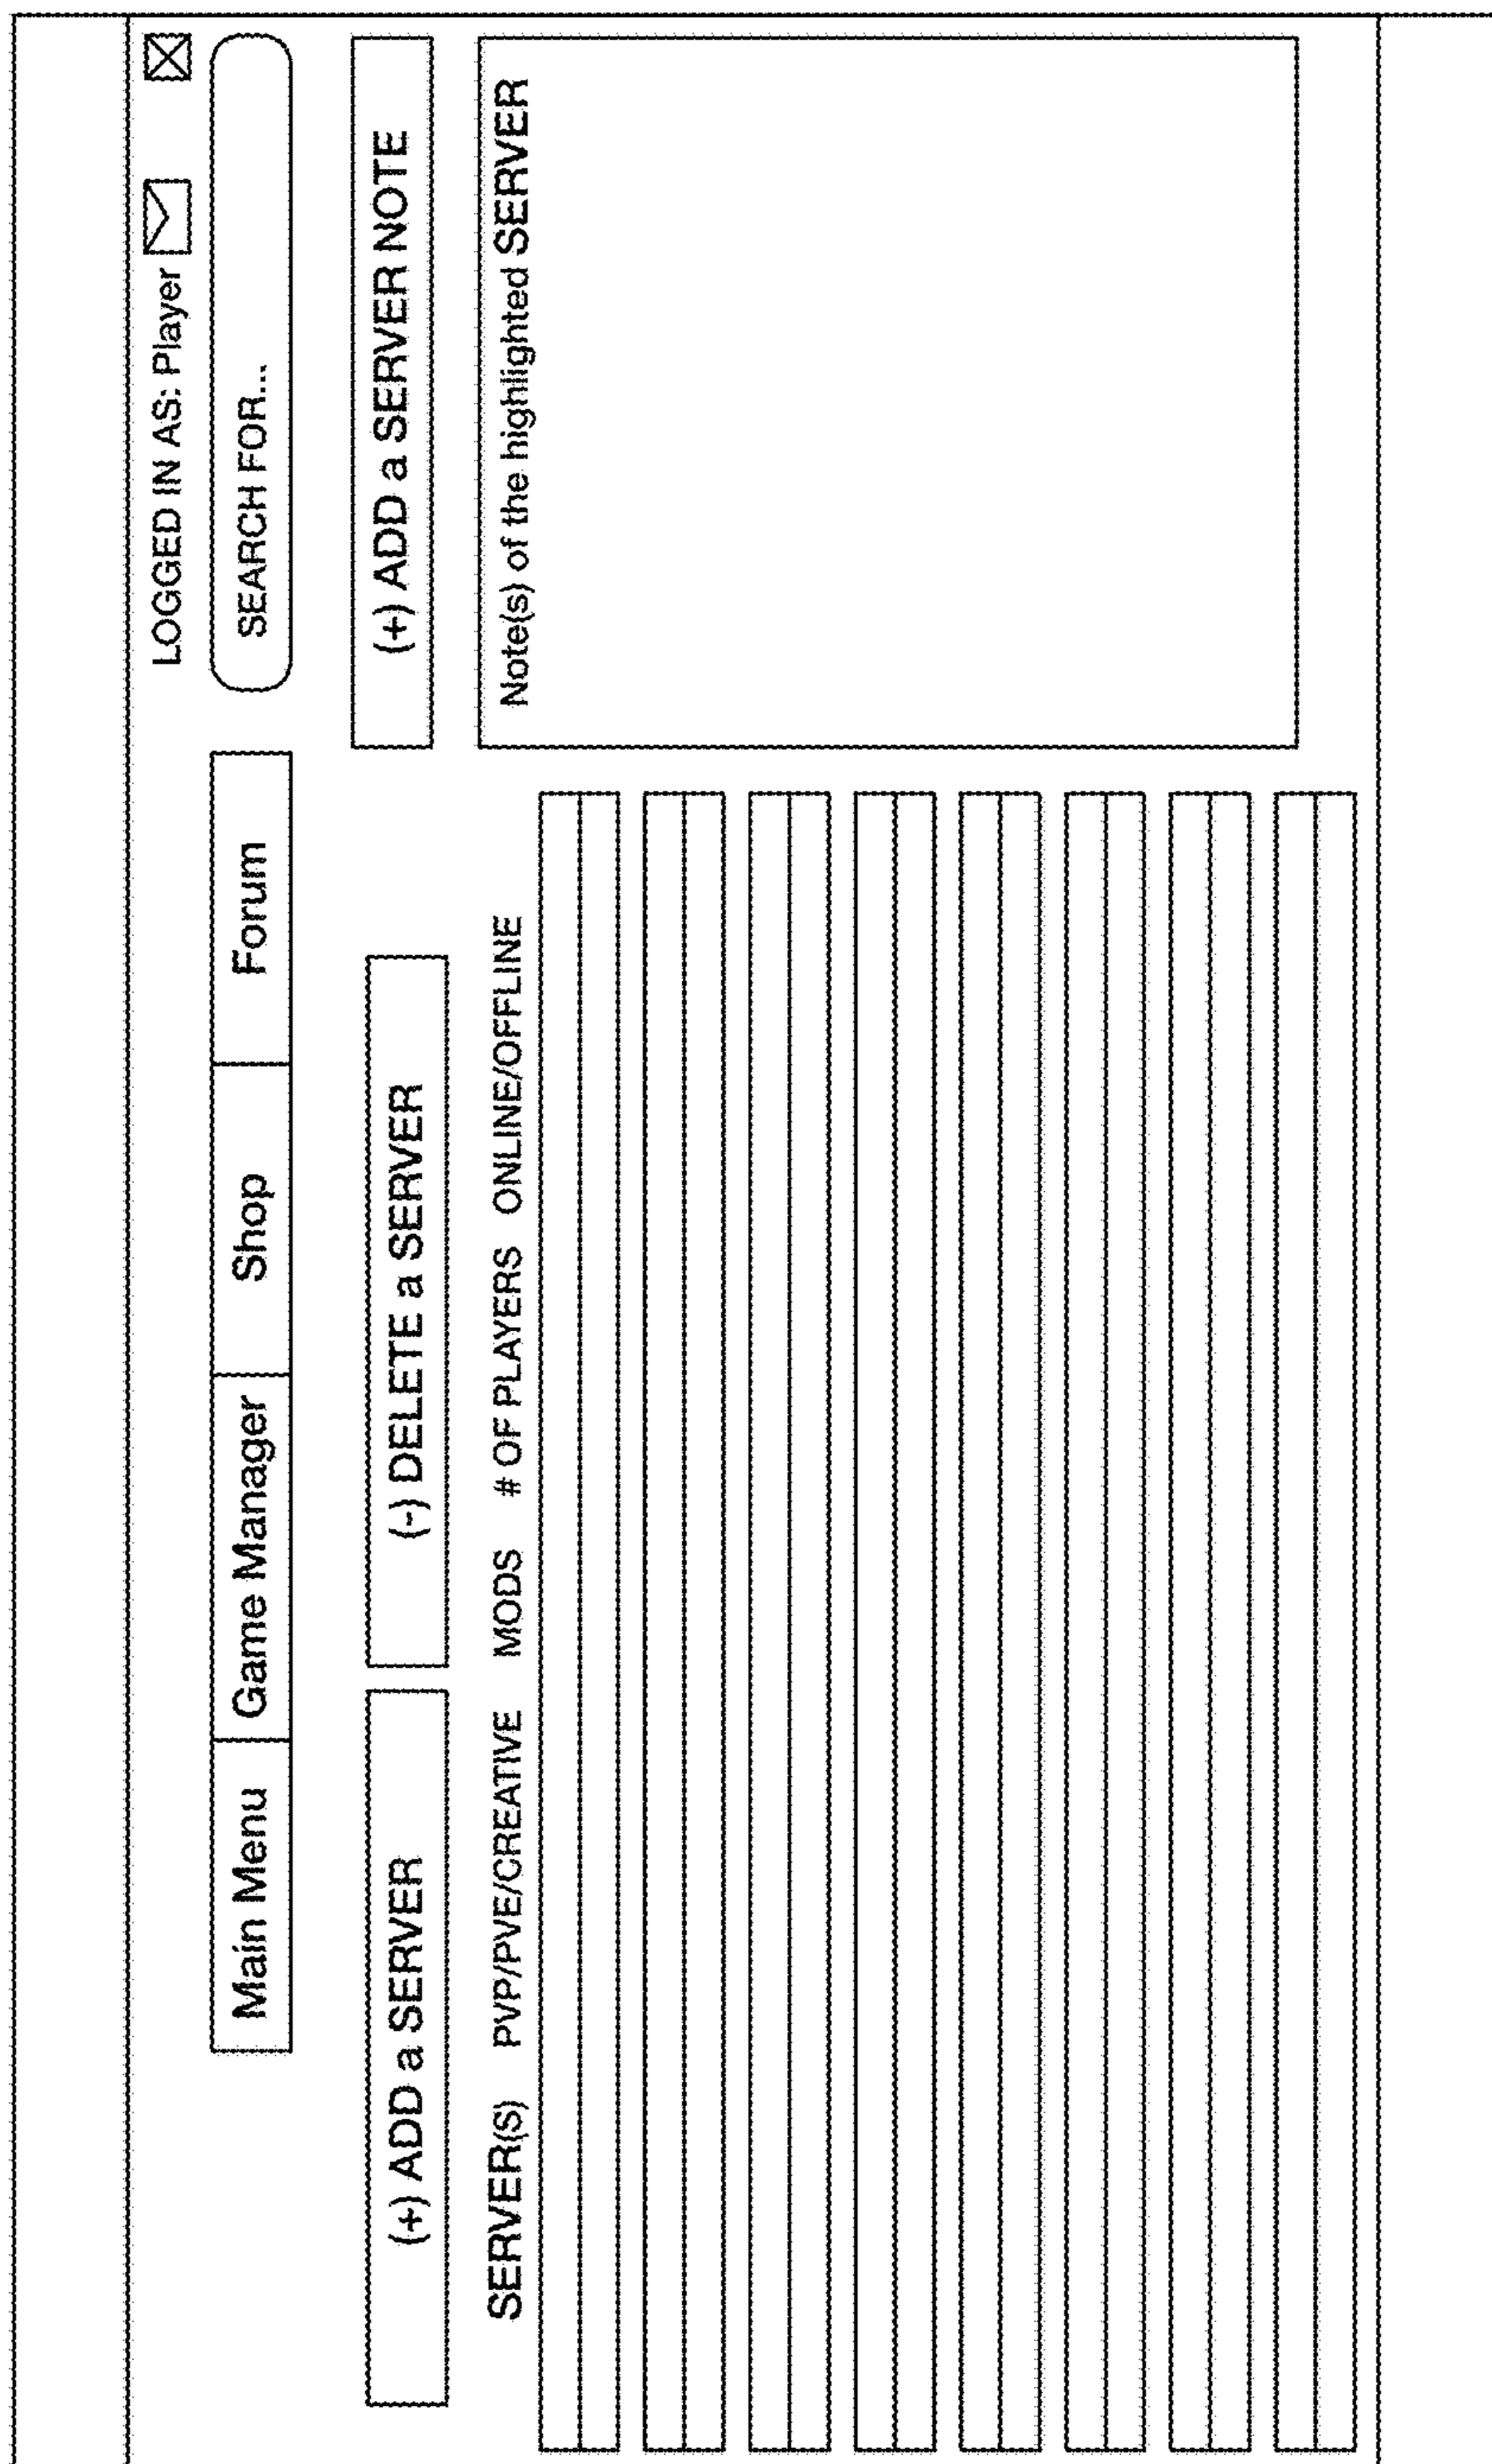 LOGGED IN AS: Player
Main Menu Game Manager Shop Forum SEARCH FOR...
(+) ADD a SERVER (-) DELETE a SERVER (+) ADD a SERVER NOTE
SERVER(S) PVP/PVE/CREATIVE MODS # OF PLAYERS ONLINE/OFFLINE
Note(s) of the highlighted SERVER